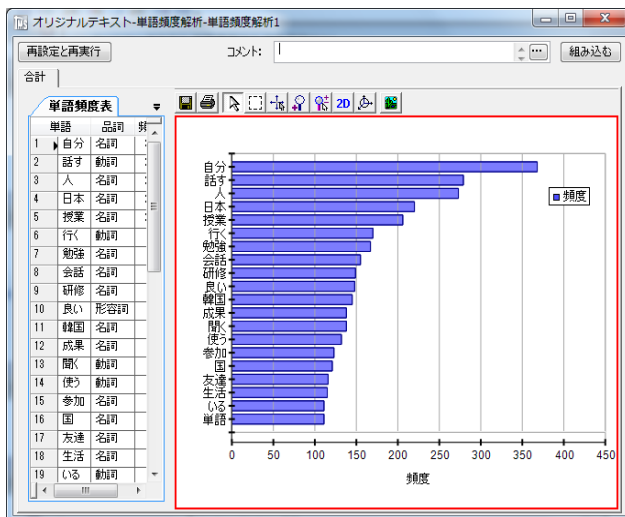 オリジナルテキスト-単語頻度解析-単語頻度解析1
再設定と再実行 コメント: 組み込む
合計
単語頻度表
2D
単語 品詞
1 自分 名詞
2 話す 動詞
3 人 名詞
4 日本 名詞
5 授業 名詞
6 行く 動詞
7 勉強 名詞
8 会話 名詞
9 研修 名詞
10 良い 形容詞
11 韓国 名詞
12 成果 名詞
13 聞く 動詞
14 使う 動詞
15 参加 名詞
16 国 名詞
17 友達 名詞
18 生活 名詞
19 いる 動詞
自分
話す
人
日本
授業
行く
勉強
会話
研修
良い
韓国
成果
聞く
使う
参加
国
友達
生活
いる
単語
頻度
0 50 100 150 200 250 300 350 400 450
頻度